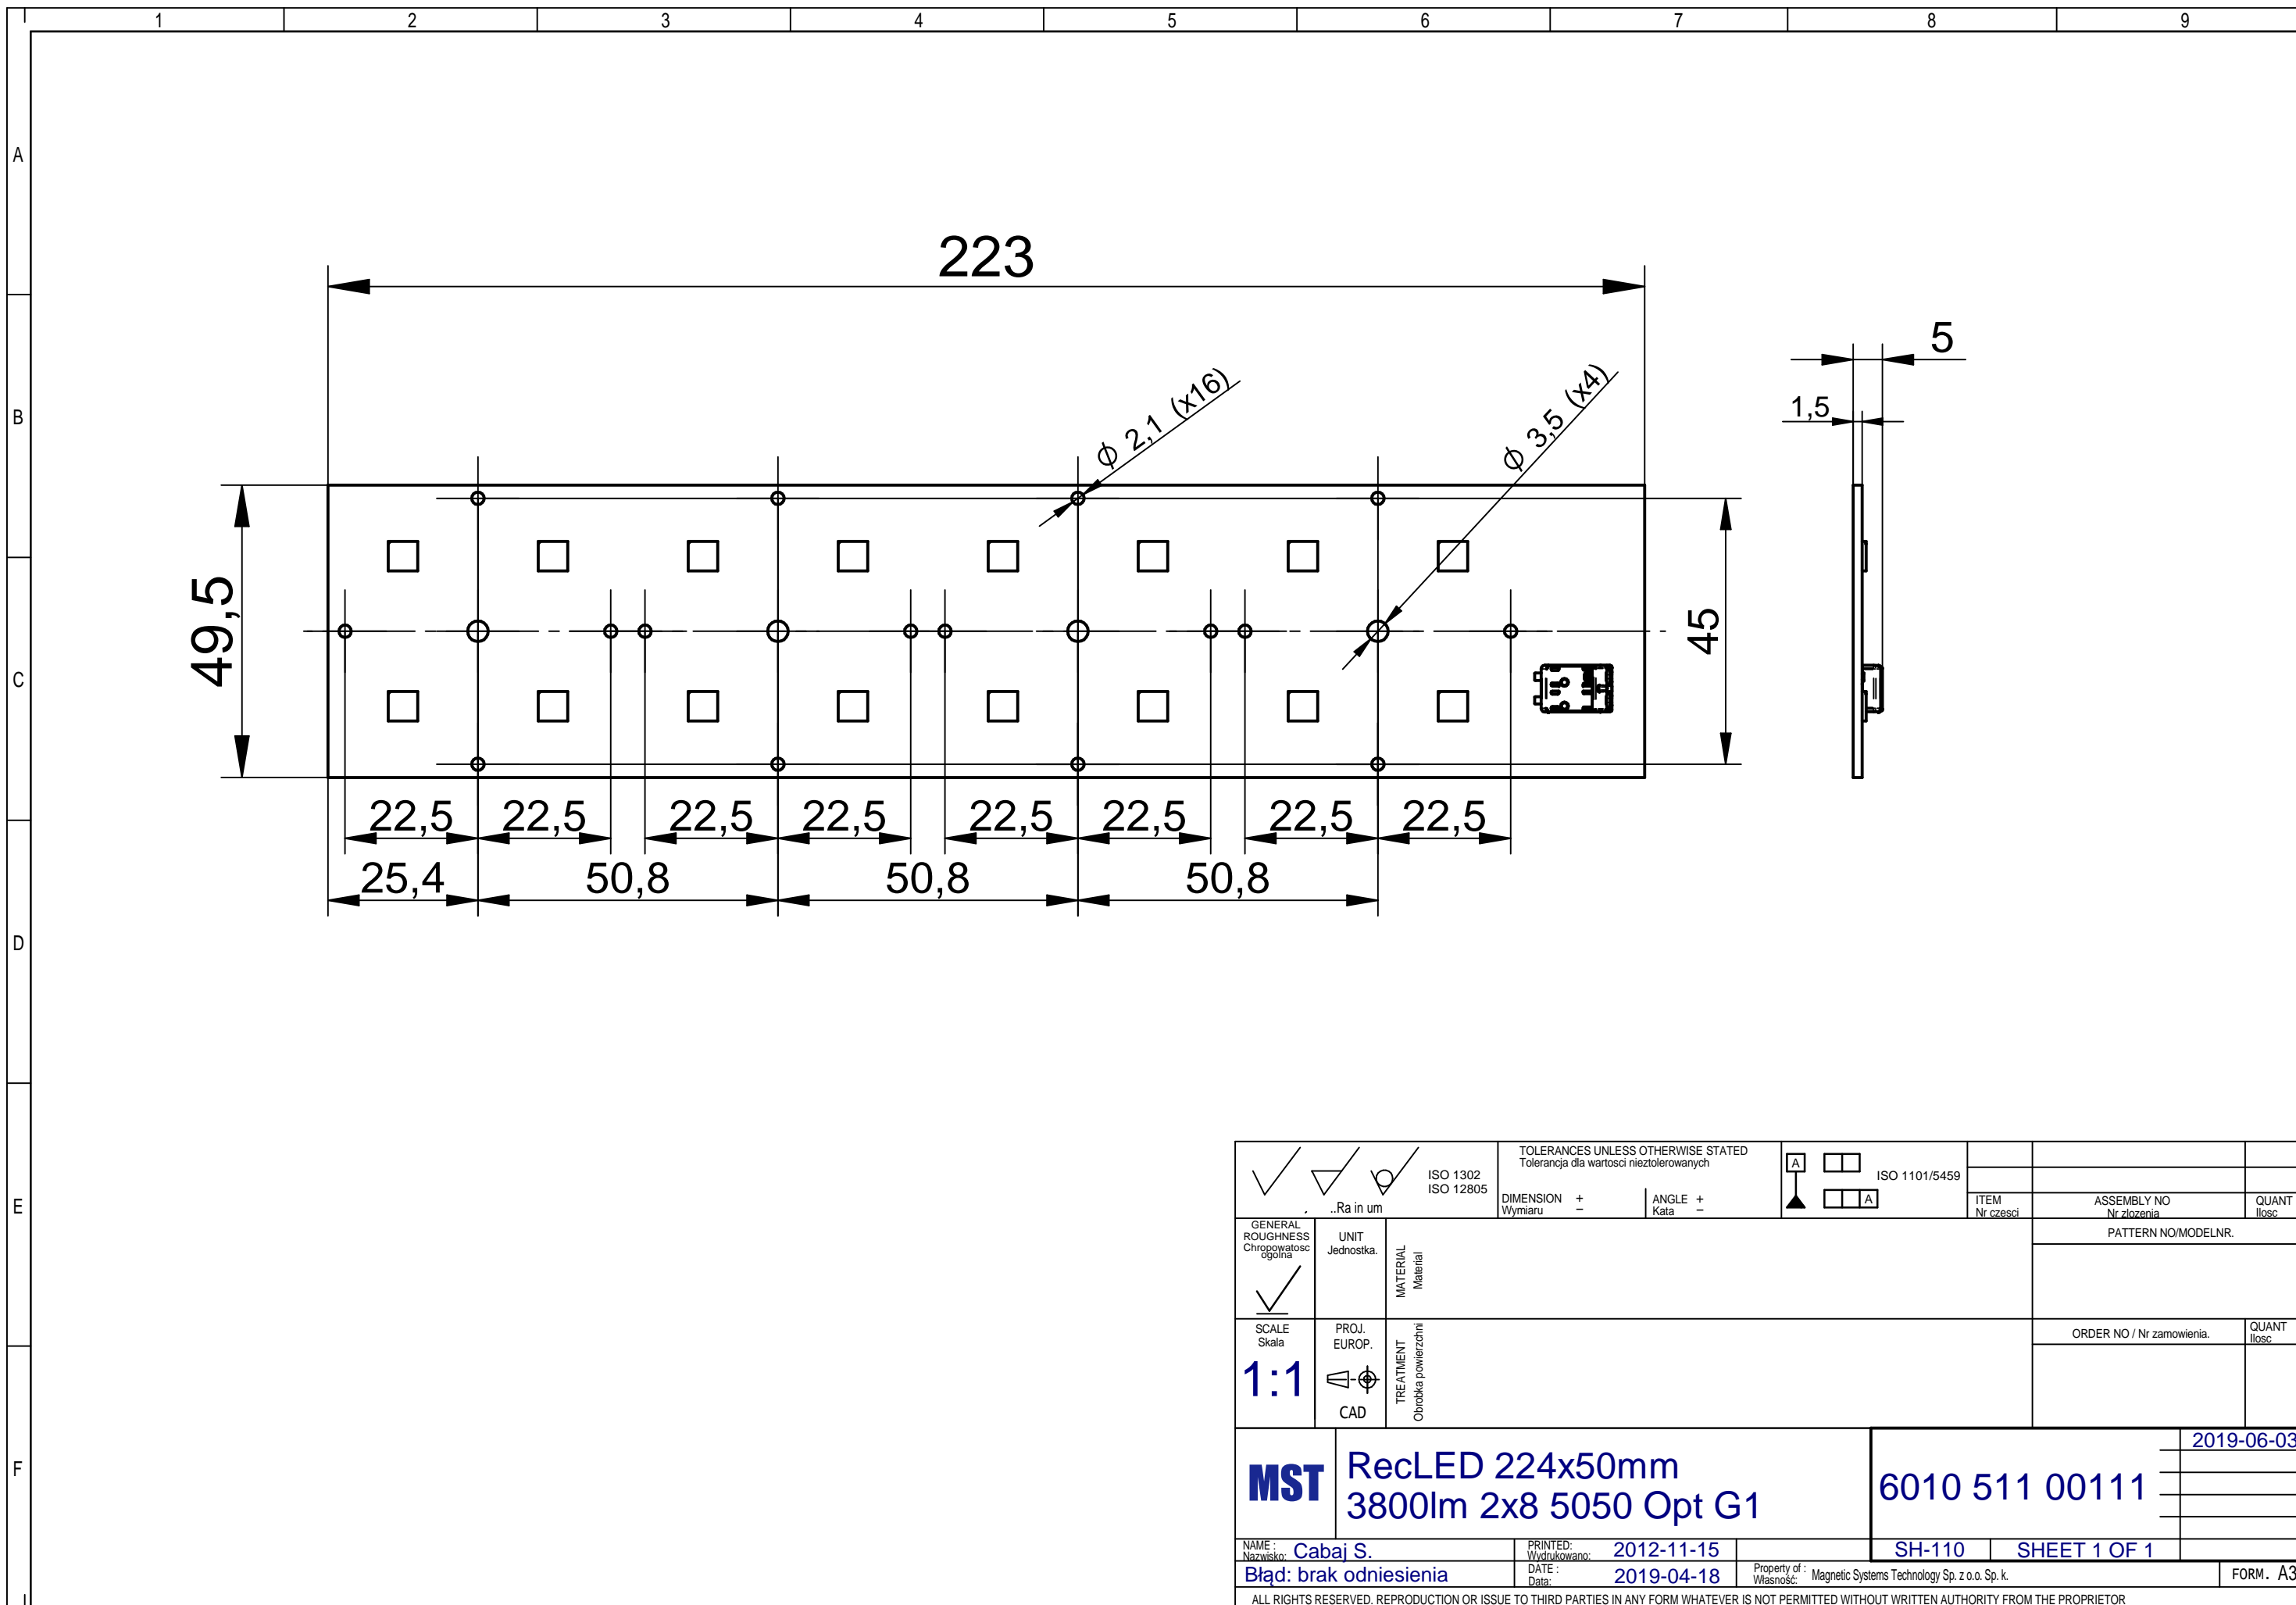 1 2 3 4 5 6 7 8 9
A
B
C
D
E
F
223
5
1,5
ϕ 2,1 (x16)
ϕ 3,5 (x4)
49,5
45
22,5 22,5 22,5 22,5 22,5 22,5 22,5 22,5
25,4 50,8 50,8 50,8
ISO 1302
ISO 12805
. ..Ra in um
TOLERANCES UNLESS OTHERWISE STATED
Tolerancja dla wartosci nieztolerowanych
DIMENSION + −
Wymiaru
ANGLE + −
Kata
A
A
ISO 1101/5459
ITEM
Nr czesci
ASSEMBLY NO
Nr zlozenia
QUANT
Ilosc
GENERAL
ROUGHNESS
Chropowatosc
ogolna
UNIT
Jednostka.
MATERIAL
Material
PATTERN NO/MODELNR.
SCALE
Skala
1:1
PROJ.
EUROP.
CAD
TREATMENT
Obrobka powierzchni
ORDER NO / Nr zamowienia.
QUANT
Ilosc
MST
RecLED 224x50mm
3800lm 2x8 5050 Opt G1
6010 511 00111
2019-06-03
NAME :
Nazwisko: Cabaj S.
PRINTED:
Wydrukowano: 2012-11-15
SH-110
SHEET 1 OF 1
Błąd: brak odniesienia
DATE :
Data: 2019-04-18
Property of :
Własność: Magnetic Systems Technology Sp. z o.o. Sp. k.
FORM. A3
ALL RIGHTS RESERVED. REPRODUCTION OR ISSUE TO THIRD PARTIES IN ANY FORM WHATEVER IS NOT PERMITTED WITHOUT WRITTEN AUTHORITY FROM THE PROPRIETOR